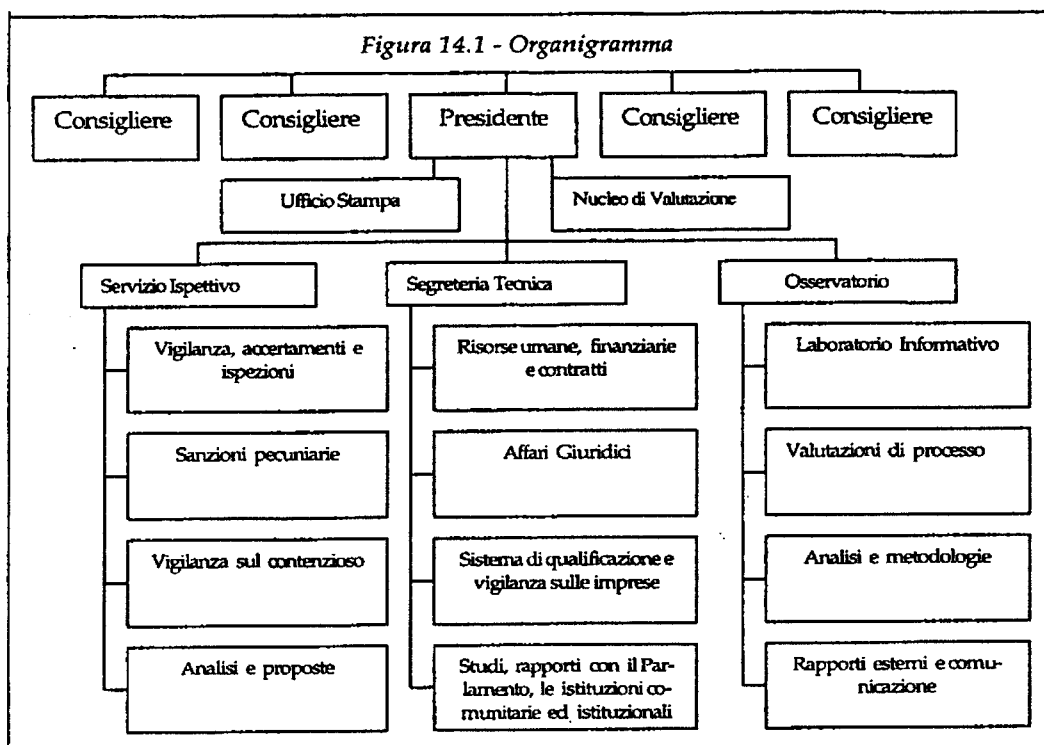 Figura 14.1 - Organigramma
Consigliere
Consigliere
Presidente
Consigliere
Consigliere
Ufficio Stampa
Nucleo di Valutazione
Servizio Ispettivo
Segreteria Tecnica
Osservatorio
Vigilanza, accertamenti e
ispezioni
Risorse umane, finanziarie
e contratti
Laboratorio Informativo
Sanzioni pecuniarie
Affari Giuridici
Valutazioni di processo
Vigilanza sul contenzioso
Sistema di qualificazione e
vigilanza sulle imprese
Analisi e metodologie
Analisi e proposte
Studi, rapporti con il Par-
lamento, le istituzioni co-
munitarie ed istituzionali
Rapporti esterni e comu-
nicazione